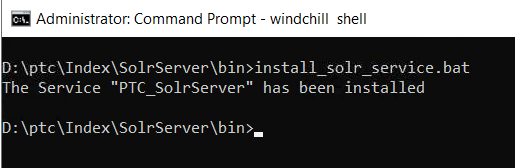 Administrator: Command Prompt - windchill  shell
D:\ptc\Index\SolrServer\bin>install_solr_service.bat
The Service "PTC_SolrServer" has been installed
D:\ptc\Index\SolrServer\bin>